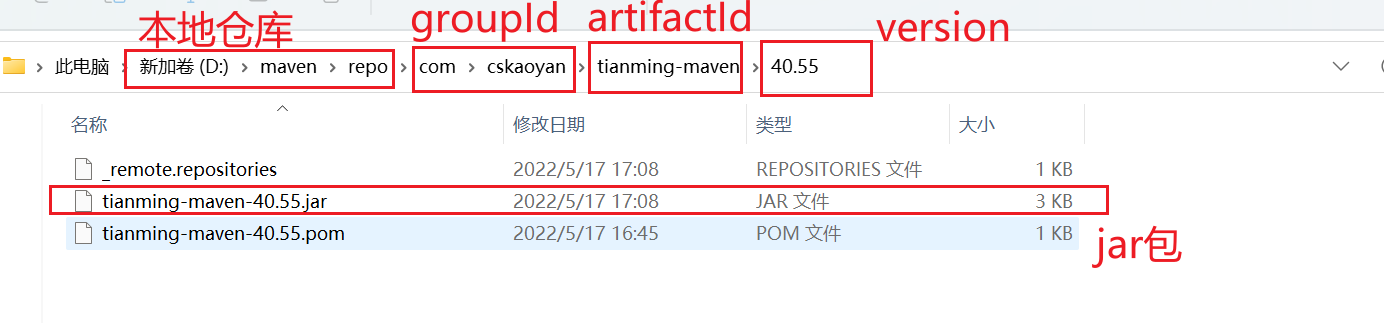 本地仓库 groupId artifactId version
此电脑 新加卷 (D:) maven repo com cskaoyan tianming-maven 40.55
名称 修改日期 类型 大小
_remote.repositories 2022/5/17 17:08 REPOSITORIES 文件 1 KB
tianming-maven-40.55.jar 2022/5/17 17:08 JAR 文件 3 KB
tianming-maven-40.55.pom 2022/5/17 16:45 POM 文件 1 KB
jar包